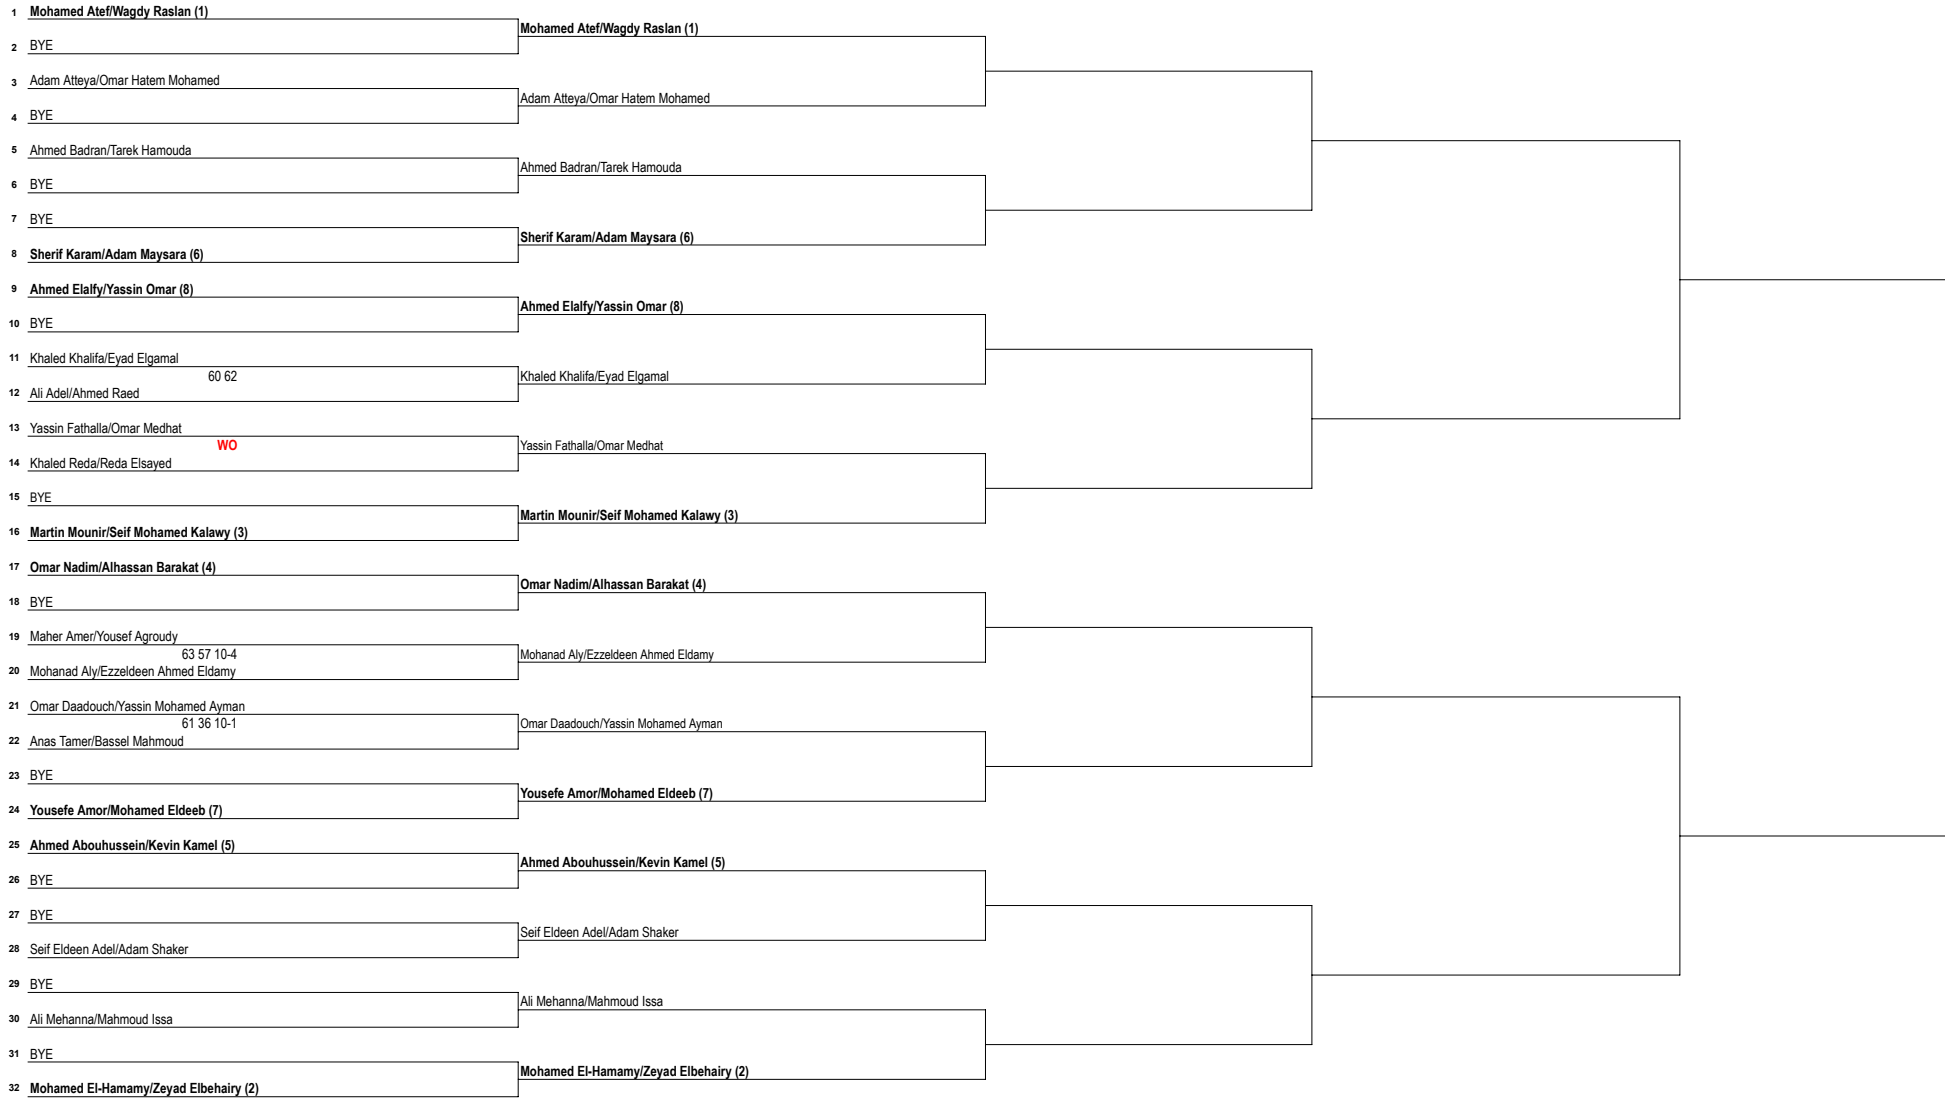 1 Mohamed Atef/Wagdy Raslan (1)
Mohamed Atef/Wagdy Raslan (1)
2 BYE
3 Adam Atteya/Omar Hatem Mohamed
Adam Atteya/Omar Hatem Mohamed
4 BYE
5 Ahmed Badran/Tarek Hamouda
Ahmed Badran/Tarek Hamouda
6 BYE
7 BYE
Sherif Karam/Adam Maysara (6)
8 Sherif Karam/Adam Maysara (6)
9 Ahmed Elalfy/Yassin Omar (8)
Ahmed Elalfy/Yassin Omar (8)
10 BYE
11 Khaled Khalifa/Eyad Elgamal
60 62
Khaled Khalifa/Eyad Elgamal
12 Ali Adel/Ahmed Raed
13 Yassin Fathalla/Omar Medhat
WO
Yassin Fathalla/Omar Medhat
14 Khaled Reda/Reda Elsayed
15 BYE
Martin Mounir/Seif Mohamed Kalawy (3)
16 Martin Mounir/Seif Mohamed Kalawy (3)
17 Omar Nadim/Alhassan Barakat (4)
Omar Nadim/Alhassan Barakat (4)
18 BYE
19 Maher Amer/Yousef Agroudy
63 57 10-4
Mohanad Aly/Ezzeldeen Ahmed Eldamy
20 Mohanad Aly/Ezzeldeen Ahmed Eldamy
21 Omar Daadouch/Yassin Mohamed Ayman
61 36 10-1
Omar Daadouch/Yassin Mohamed Ayman
22 Anas Tamer/Bassel Mahmoud
23 BYE
Yousefe Amor/Mohamed Eldeeb (7)
24 Yousefe Amor/Mohamed Eldeeb (7)
25 Ahmed Abouhussein/Kevin Kamel (5)
Ahmed Abouhussein/Kevin Kamel (5)
26 BYE
27 BYE
Seif Eldeen Adel/Adam Shaker
28 Seif Eldeen Adel/Adam Shaker
29 BYE
Ali Mehanna/Mahmoud Issa
30 Ali Mehanna/Mahmoud Issa
31 BYE
Mohamed El-Hamamy/Zeyad Elbehairy (2)
32 Mohamed El-Hamamy/Zeyad Elbehairy (2)